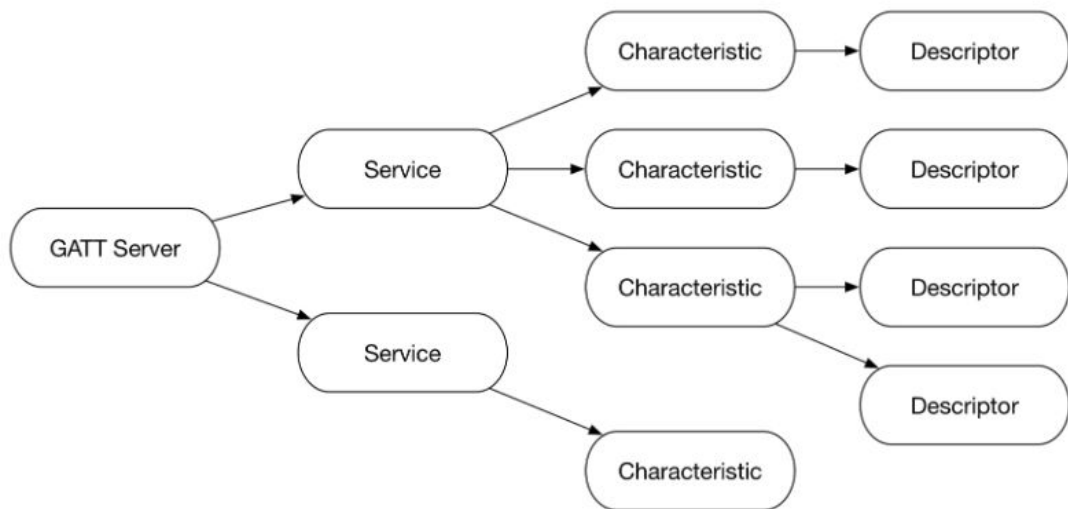 Characteristic
Descriptor
Characteristic
Descriptor
Service
GATT Server
Characteristic
Descriptor
Service
Descriptor
Characteristic